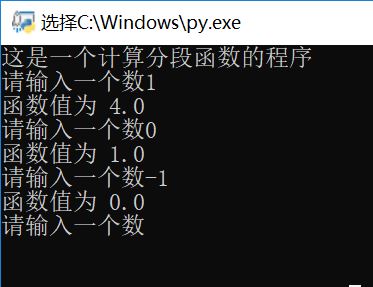 选择C:\Windows\py.exe
这是一个计算分段函数的程序
请输入一个数1
函数值为 4.0
请输入一个数0
函数值为 1.0
请输入一个数-1
函数值为 0.0
请输入一个数